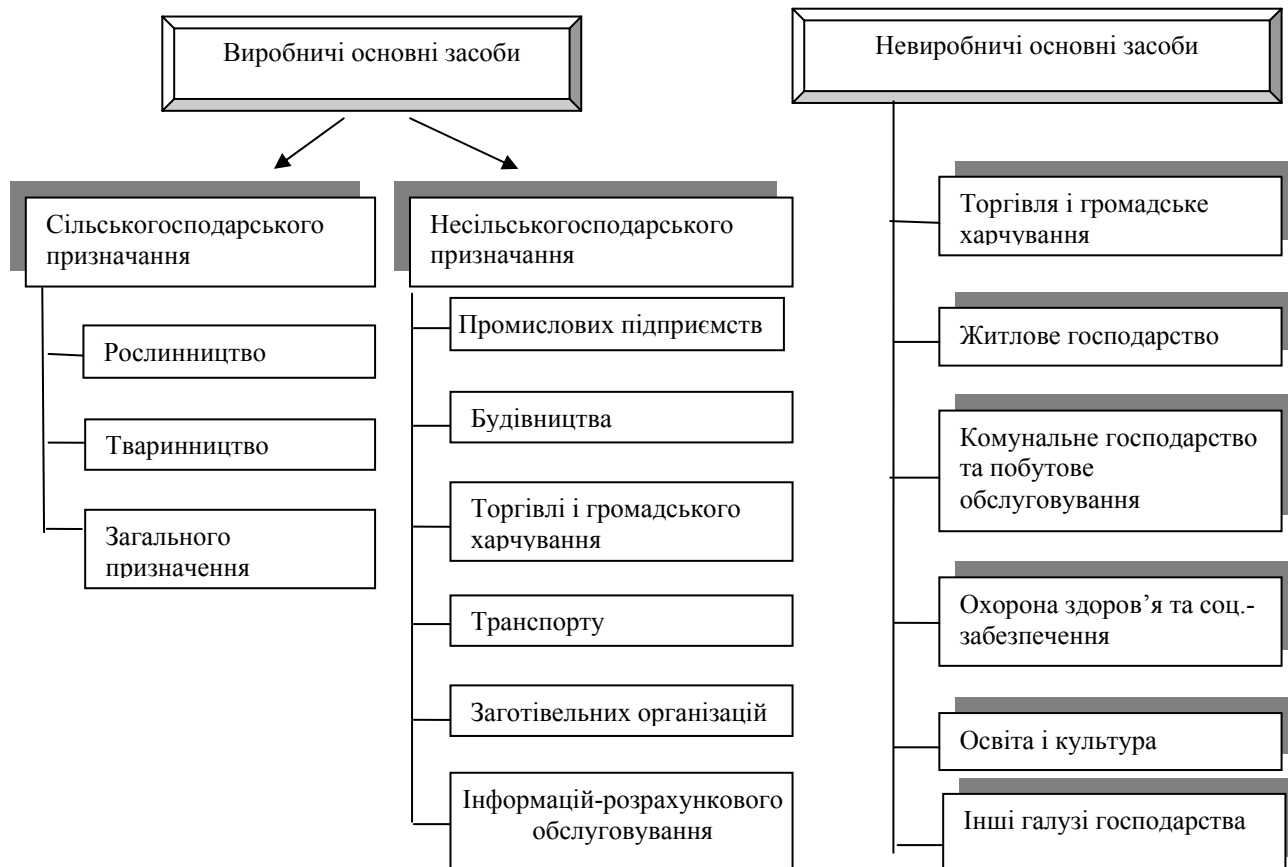 Виробничі основні засоби
Невиробничі основні засоби
Сільськогосподарського
призначання
Рослинництво
Тваринництво
Загального
призначення
Несільськогосподарського
призначання
Промислових підприємств
Будівництва
Торгівлі і громадського
харчування
Транспорту
Заготівельних організацій
Інформацій-розрахункового
обслуговування
Торгівля і громадське
харчування
Житлове господарство
Комунальне господарство
та побутове
обслуговування
Охорона здоров’я та соц.-
забезпечення
Освіта і культура
Інші галузі господарства